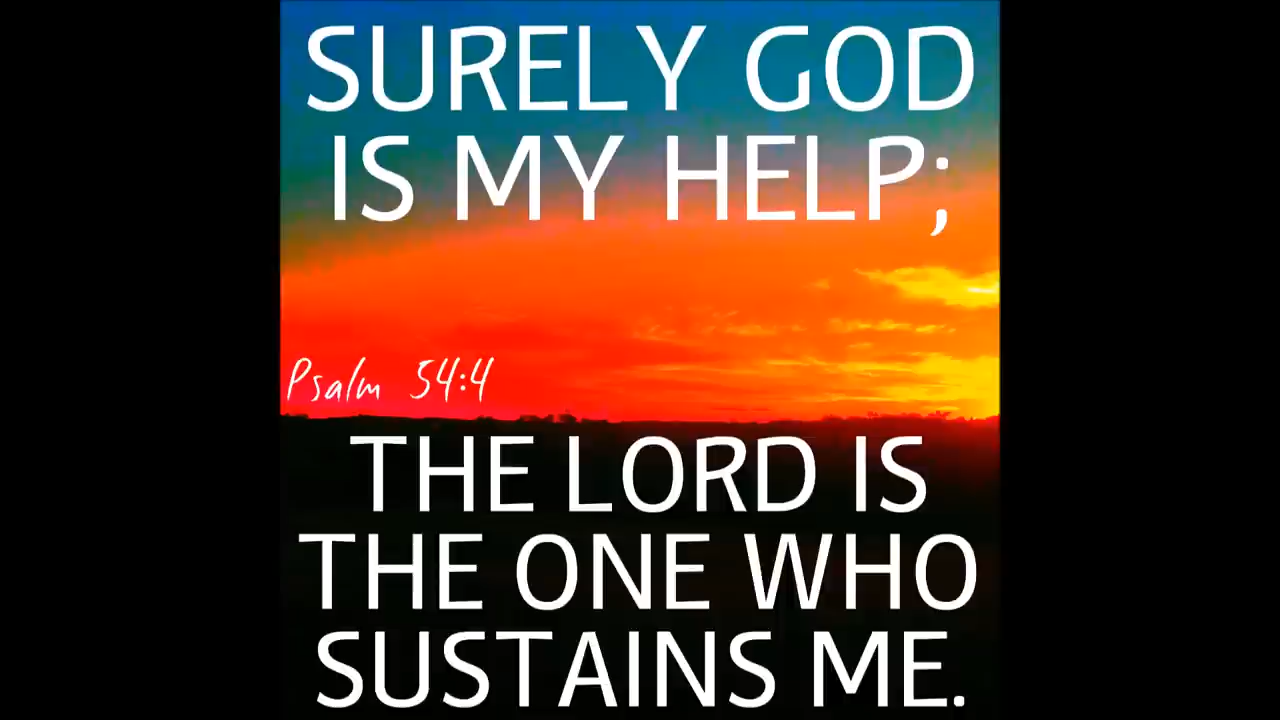 SURELY GOD
IS MY HELP;
Psalm 54:4
THE LORD IS
THE ONE WHO
SUSTAINS ME.